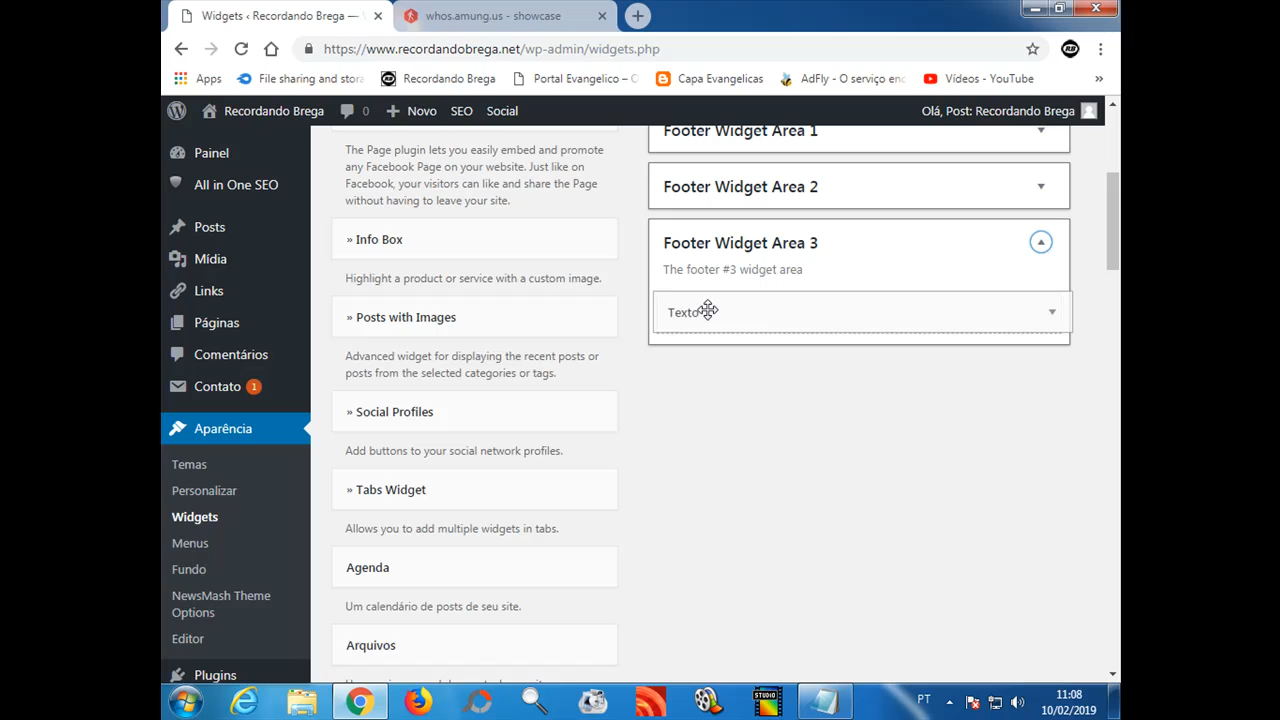 Widgets ‹ Recordando Brega —
whos.amung.us - showcase
https://www.recordandobrega.net/wp-admin/widgets.php
Apps
File sharing and stora
Recordando Brega
Portal Evangelico – O
Capa Evangelicas
AdFly - O serviço enc
Vídeos - YouTube
»
Recordando Brega
0
Novo
SEO
Social
Olá, Post: Recordando Brega
Painel
All in One SEO
Posts
Mídia
Links
Páginas
Comentários
Contato 1
Aparência
Temas
Personalizar
Widgets
Menus
Fundo
NewsMash Theme
Options
Editor
Plugins
The Page plugin lets you easily embed and promote
any Facebook Page on your website. Just like on
Facebook, your visitors can like and share the Page
without having to leave your site.
» Info Box
Highlight a product or service with a custom image.
» Posts with Images
Advanced widget for displaying the recent posts or
posts from the selected categories or tags.
» Social Profiles
Add buttons to your social network profiles.
» Tabs Widget
Allows you to add multiple widgets in tabs.
Agenda
Um calendário de posts de seu site.
Arquivos
Footer Widget Area 1
Footer Widget Area 2
Footer Widget Area 3
The footer #3 widget area
Texto
STUDIO
PT
11:08
10/02/2019